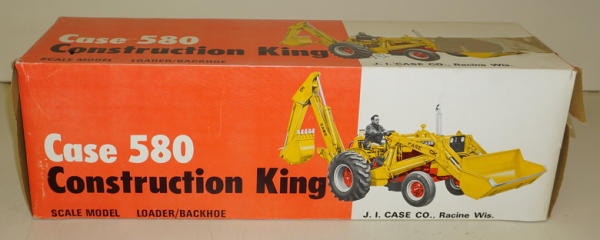 Case 580
Construction King
SCALE MODEL LOADER/BACKHOE
J. I. CASE CO., Racine Wis.
Case 580
Construction King
SCALE MODEL LOADER/BACKHOE
J. I. CASE CO., Racine Wis.